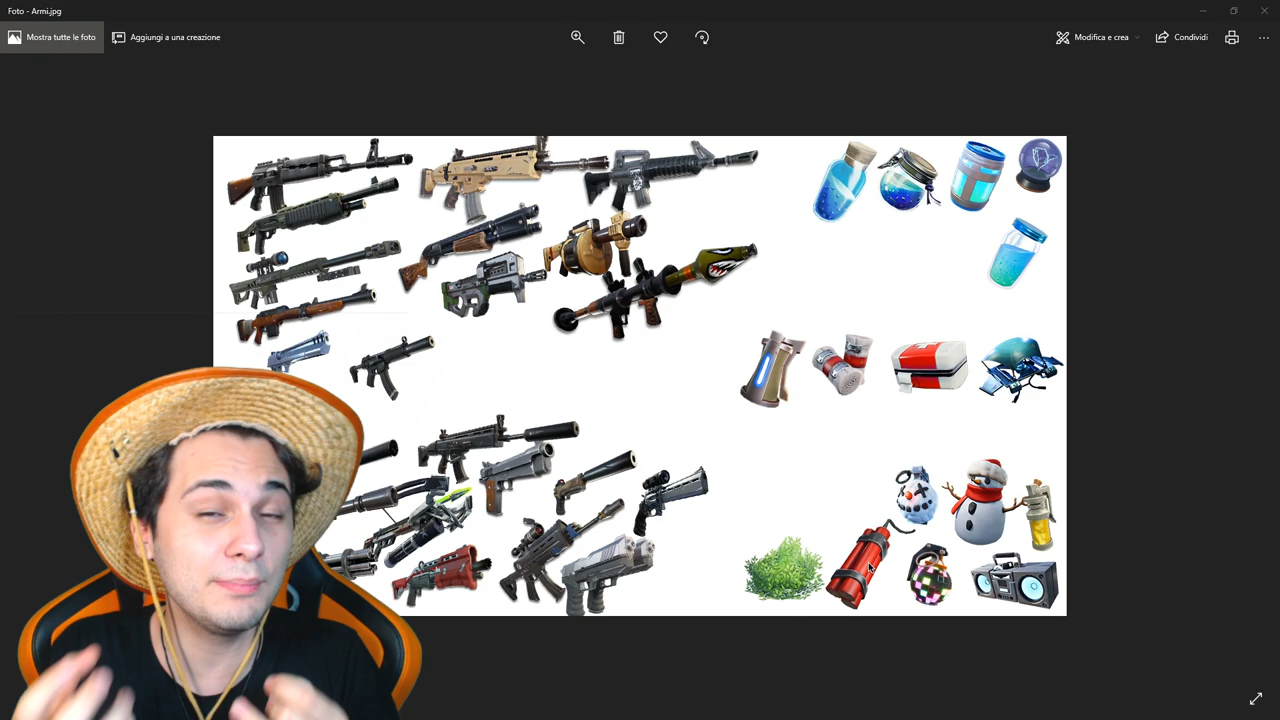 Foto - Armi.jpg
Mostra tutte le foto
Aggiungi a una creazione
Modifica e crea
Condividi